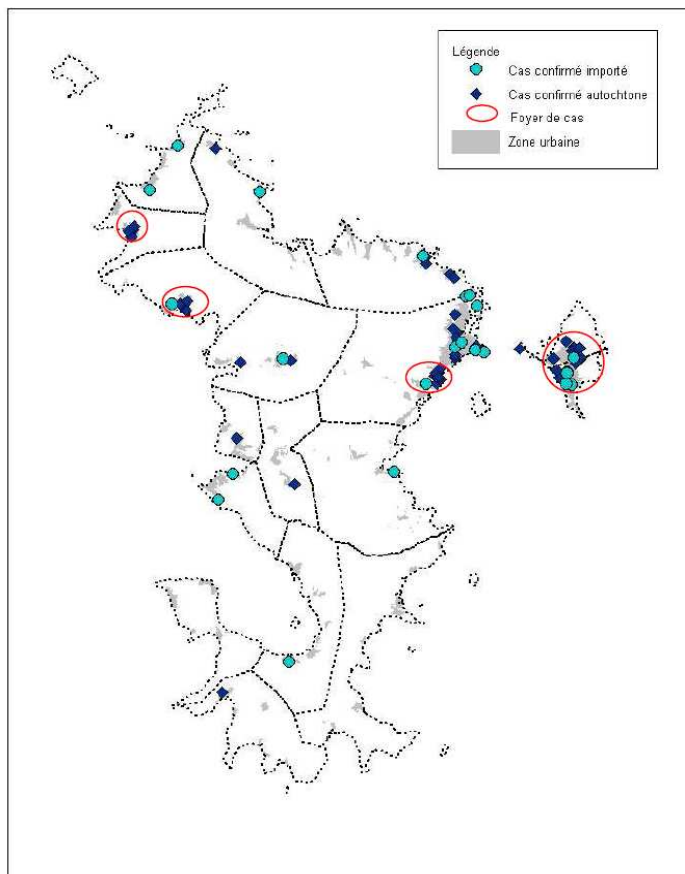 Légende
Cas confirmé importé
Cas confirmé autochtone
Foyer de cas
Zone urbaine